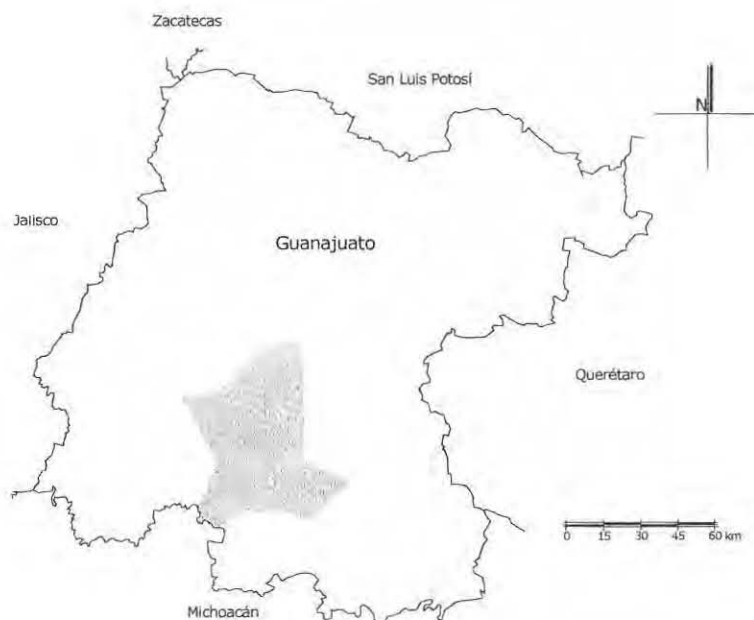 Zacatecas
San Luis Potosí
N
Jalisco
Guanajuato
Querétaro
0 15 30 45 60 km
Michoacán